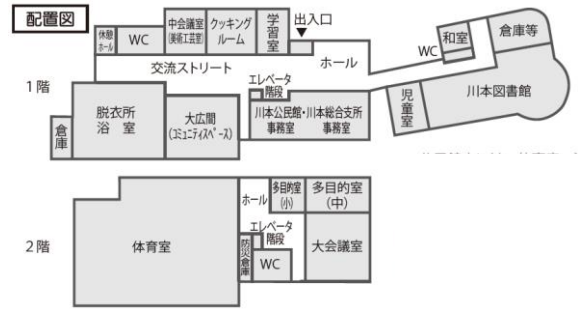 配置図
1階
休憩
ホール
WC
中会議室
(美術工芸室)
クッキング
ルーム
学習室
出入口
▼
ホール
交流ストリート
エレベータ
階段
倉庫
脱衣所
浴室
大広間
(コミュニティスペース)
川本公民館・川本総合支所
事務室 事務室
WC
和室
倉庫等
児童室
川本図書館
2階
体育室
ホール
多目的室
(小)
多目的室
(中)
エレベータ
階段
防災倉庫
WC
大会議室